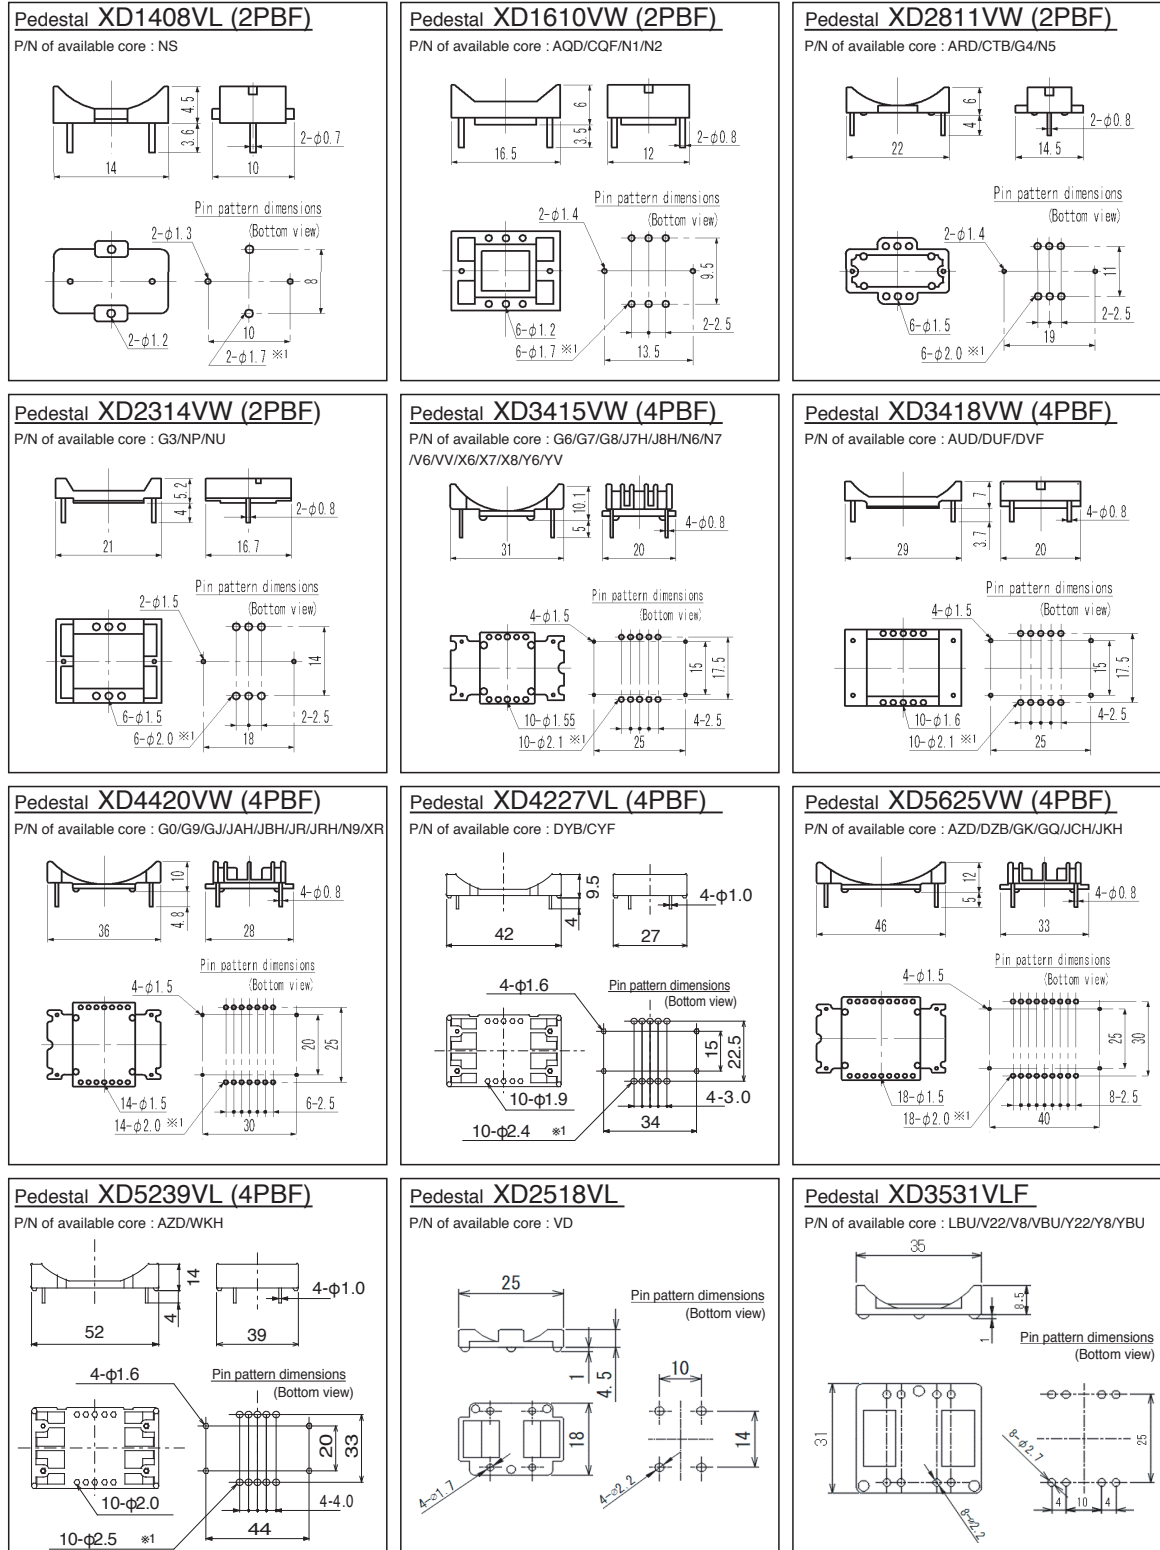 Pedestal XD1408VL (2PBF)
P/N of available core : NS
4.5
3.6
2-φ0.7
14
10
Pin pattern dimensions
(Bottom view)
2-φ1.3
8
10
2-φ1.2
2-φ1.7 ※1
Pedestal XD1610VW (2PBF)
P/N of available core : AQD/CQF/N1/N2
6
3.5
2-φ0.8
16.5
12
Pin pattern dimensions
(Bottom view)
2-φ1.4
9.5
6-φ1.2
2-2.5
6-φ1.7 ※1
13.5
Pedestal XD2811VW (2PBF)
P/N of available core : ARD/CTB/G4/N5
6
4
2-φ0.8
22
14.5
Pin pattern dimensions
(Bottom view)
2-φ1.4
11
6-φ1.5
2-2.5
6-φ2.0 ※1
19
Pedestal XD2314VW (2PBF)
P/N of available core : G3/NP/NU
5.2
4
2-φ0.8
21
16.7
Pin pattern dimensions
(Bottom view)
2-φ1.5
14
6-φ1.5
2-2.5
6-φ2.0 ※1
18
Pedestal XD3415VW (4PBF)
P/N of available core : G6/G7/G8/J7H/J8H/N6/N7
/V6/VV/X6/X7/X8/Y6/YV
10.1
5
4-φ0.8
31
20
Pin pattern dimensions
(Bottom view)
4-φ1.5
15
17.5
10-φ1.55
4-2.5
10-φ2.1 ※1
25
Pedestal XD3418VW (4PBF)
P/N of available core : AUD/DUF/DVF
7
3.7
4-φ0.8
29
20
Pin pattern dimensions
(Bottom view)
4-φ1.5
15
17.5
10-φ1.6
4-2.5
10-φ2.1 ※1
25
Pedestal XD4420VW (4PBF)
P/N of available core : G0/G9/GJ/JAH/JBH/JR/JRH/N9/XR
10
4.8
4-φ0.8
36
28
Pin pattern dimensions
(Bottom view)
4-φ1.5
20
25
14-φ1.5
6-2.5
14-φ2.0 ※1
30
Pedestal XD4227VL (4PBF)
P/N of available core : DYB/CYF
9.5
4
4-φ1.0
42
27
4-φ1.6
Pin pattern dimensions
(Bottom view)
15
22.5
10-φ1.9
4-3.0
34
10-φ2.4 ※1
Pedestal XD5625VW (4PBF)
P/N of available core : AZD/DZB/GK/GQ/JCH/JKH
12
5
4-φ0.8
46
33
Pin pattern dimensions
(Bottom view)
4-φ1.5
25
30
18-φ1.5
8-2.5
18-φ2.0 ※1
40
Pedestal XD5239VL (4PBF)
P/N of available core : AZD/WKH
14
4
4-φ1.0
52
39
4-φ1.6
Pin pattern dimensions
(Bottom view)
20
33
10-φ2.0
4-4.0
44
10-φ2.5 ※1
Pedestal XD2518VL
P/N of available core : VD
25
Pin pattern dimensions
(Bottom view)
1
4.5
10
18
14
4-⌀1.7
4-⌀2.2
Pedestal XD3531VLF
P/N of available core : LBU/V22/V8/VBU/Y22/Y8/YBU
35
8.5
1
Pin pattern dimensions
(Bottom view)
31
25
8-⌀2.7
4
10
4
8-⌀2.2